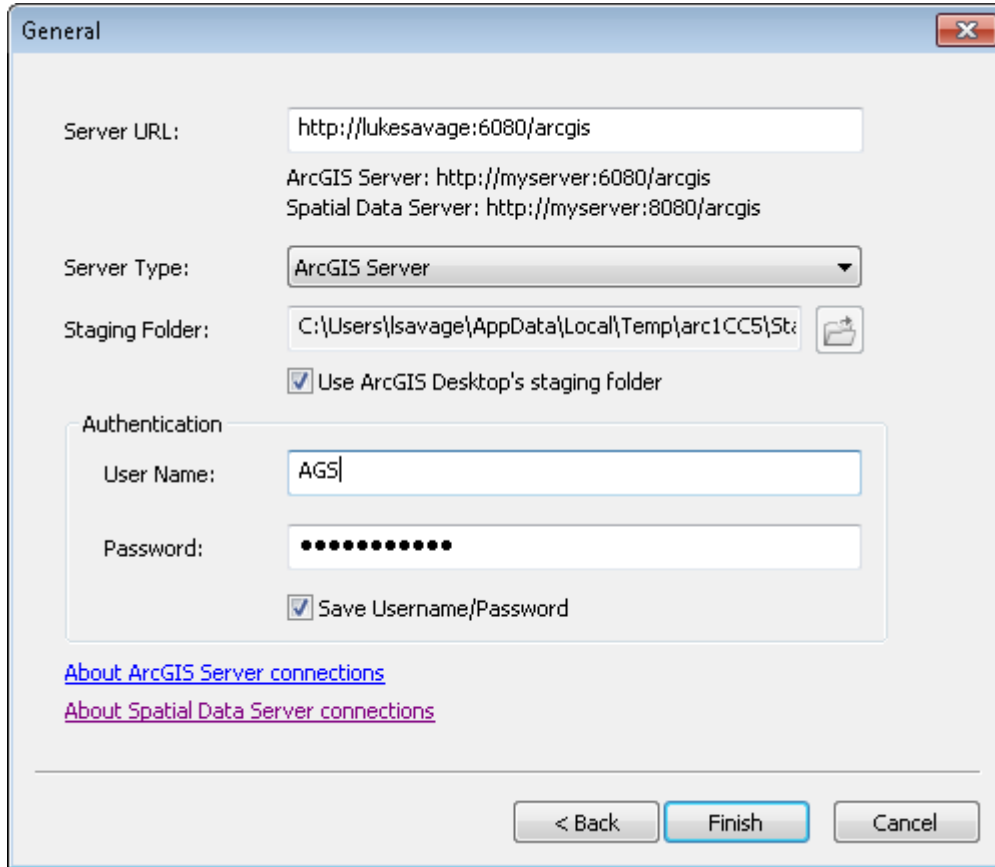 General
Server URL: http://lukesavage:6080/arcgis
ArcGIS Server: http://myserver:6080/arcgis
Spatial Data Server: http://myserver:8080/arcgis
Server Type: ArcGIS Server
Staging Folder: C:\Users\lsavage\AppData\Local\Temp\arc1CC5\Sta
Use ArcGIS Desktop's staging folder
Authentication
User Name: AGS
Password: ●●●●●●●●●●●
Save Username/Password
About ArcGIS Server connections
About Spatial Data Server connections
< Back Finish Cancel